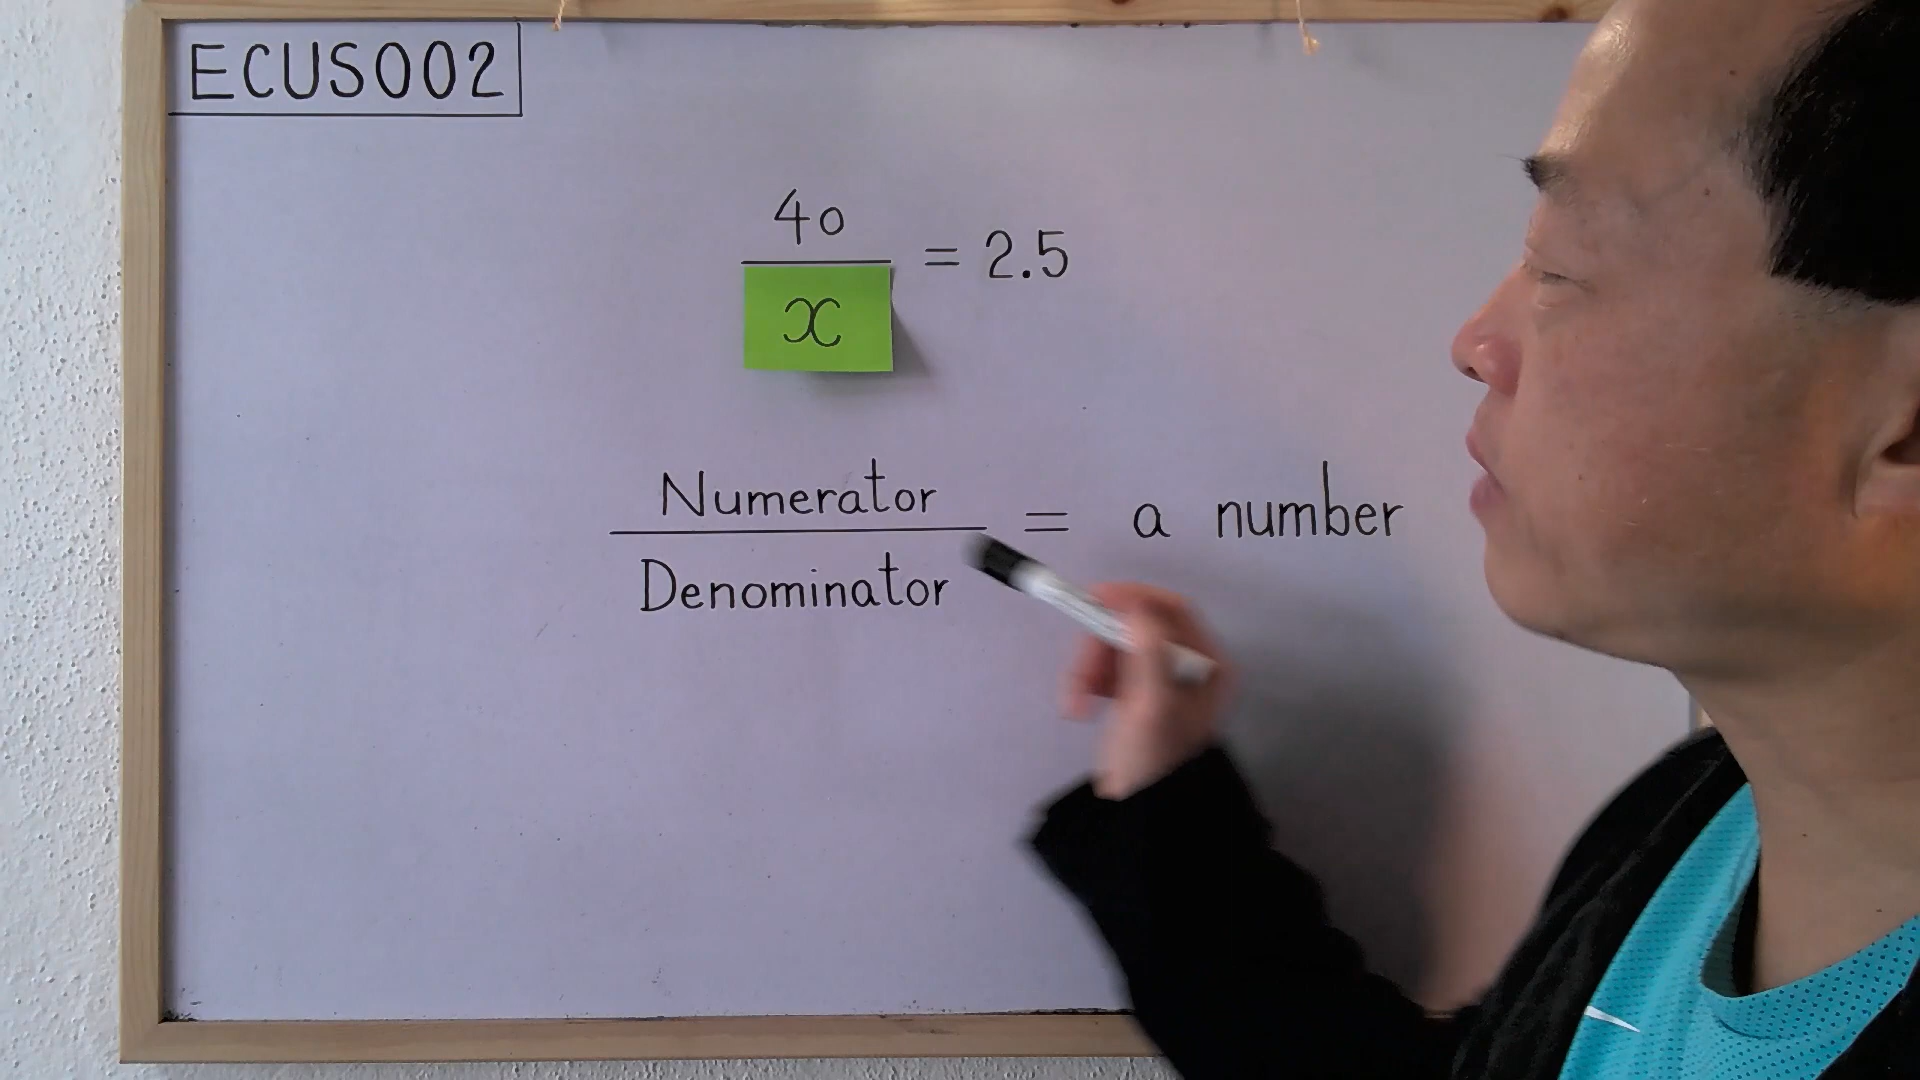 ECUS002
40
= 2.5
x
Numerator
= a number
Denominator